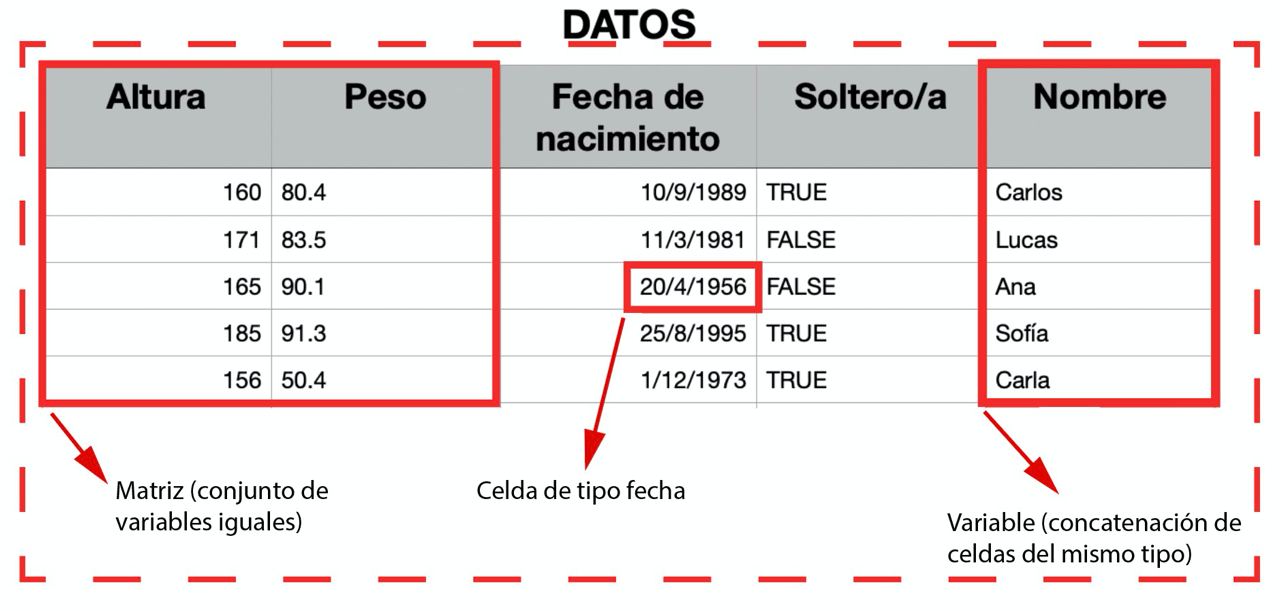 DATOS
Altura Peso Fecha de nacimiento Soltero/a Nombre
160 80.4 10/9/1989 TRUE Carlos
171 83.5 11/3/1981 FALSE Lucas
165 90.1 20/4/1956 FALSE Ana
185 91.3 25/8/1995 TRUE Sofía
156 50.4 1/12/1973 TRUE Carla
Matriz (conjunto de
variables iguales)
Celda de tipo fecha
Variable (concatenación de
celdas del mismo tipo)